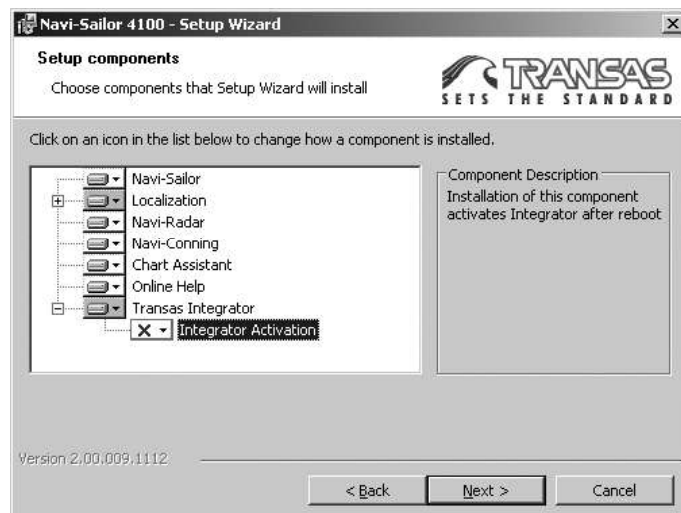 Navi-Sailor 4100 - Setup Wizard
Setup components
Choose components that Setup Wizard will install
TRANSAS
SETS THE STANDARD
Click on an icon in the list below to change how a component is installed.
Navi-Sailor
Localization
Navi-Radar
Navi-Conning
Chart Assistant
Online Help
Transas Integrator
Integrator Activation
Component Description
Installation of this component
activates Integrator after reboot
Version 2.00.009.1112
< Back
Next >
Cancel